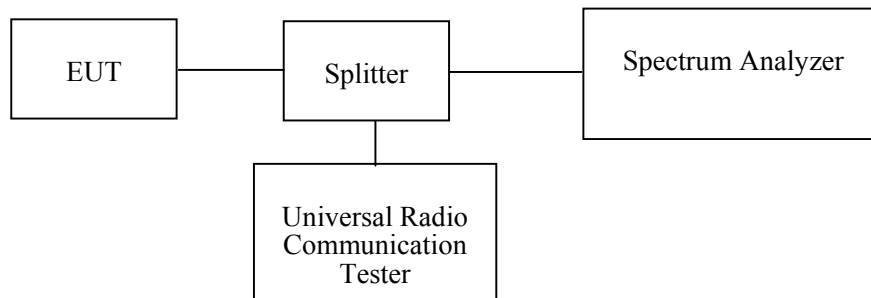 EUT
Splitter
Spectrum Analyzer
Universal Radio
Communication
Tester